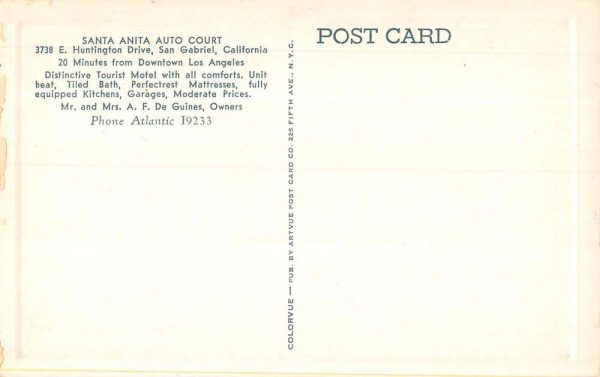 SANTA ANITA AUTO COURT
3738 E. Huntington Drive, San Gabriel, California
20 Minutes from Downtown Los Angeles
Distinctive Tourist Motel with all comforts. Unit
heat, Tiled Bath, Perfectrest Mattresses, fully
equipped Kitchens, Garages, Moderate Prices.
Mr. and Mrs. A. F. De Guines, Owners
Phone Atlantic 19233
COLORVUE — PUB. BY ARTVUE POST CARD CO. 225 FIFTH AVE., N.Y.C.
POST CARD